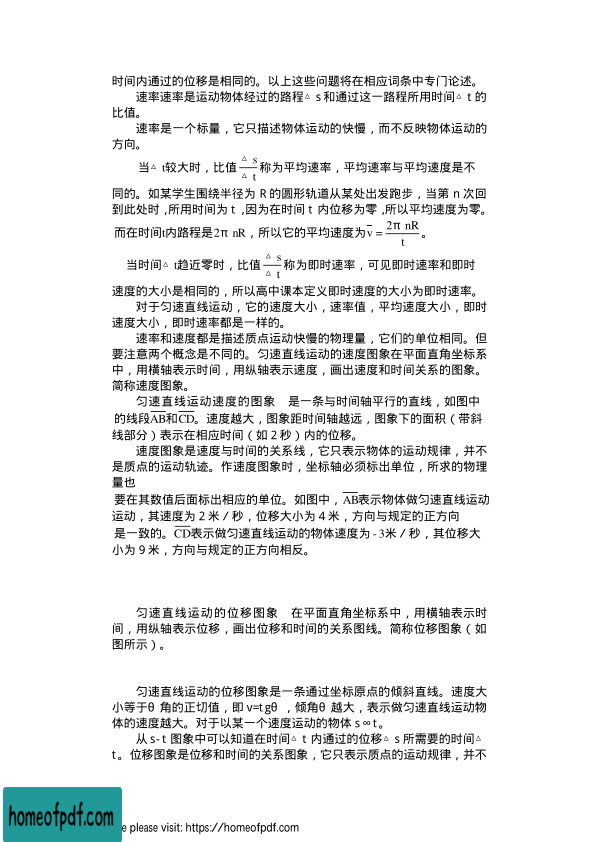 时间内通过的位移是相同的。以上这些问题将在相应词条中专门论述。
速率速率是运动物体经过的路程△s和通过这一路程所用时间△t的
比值。
速率是一个标量，它只描述物体运动的快慢，而不反映物体运动的
方向。
当△t较大时，比值△s/△t称为平均速率，平均速率与平均速度是不
同的。如某学生围绕半径为R的圆形轨道从某处出发跑步，当第n次回
到此处时，所用时间为t，因为在时间t内位移为零，所以平均速度为零。
而在时间t内路程是2π nR，所以它的平均速度为v̅ = 2π nR/t。
当时间△t趋近零时，比值△s/△t称为即时速率，可见即时速率和即时
速度的大小是相同的，所以高中课本定义即时速度的大小为即时速率。
对于匀速直线运动，它的速度大小，速率值，平均速度大小，即时
速度大小，即时速率都是一样的。
速率和速度都是描述质点运动快慢的物理量，它们的单位相同。但
要注意两个概念是不同的。匀速直线运动的速度图象在平面直角坐标系
中，用横轴表示时间，用纵轴表示速度，画出速度和时间关系的图象。
简称速度图象。
匀速直线运动速度的图象 是一条与时间轴平行的直线，如图中
的线段A̅B̅和C̅D̅。速度越大，图象距时间轴越远，图象下的面积（带斜
线部分）表示在相应时间（如2秒）内的位移。
速度图象是速度与时间的关系线，它只表示物体的运动规律，并不
是质点的运动轨迹。作速度图象时，坐标轴必须标出单位，所求的物理
量也
要在其数值后面标出相应的单位。如图中，A̅B̅表示物体做匀速直线运动
运动，其速度为2米／秒，位移大小为4米，方向与规定的正方向
是一致的。C̅D̅表示做匀速直线运动的物体速度为-3米／秒，其位移大
小为9米，方向与规定的正方向相反。
匀速直线运动的位移图象 在平面直角坐标系中，用横轴表示时
间，用纵轴表示位移，画出位移和时间的关系图线。简称位移图象（如
图所示）。
匀速直线运动的位移图象是一条通过坐标原点的倾斜直线。速度大
小等于θ角的正切值，即v=tgθ，倾角θ越大，表示做匀速直线运动物
体的速度越大。对于以某一个速度运动的物体s∞t。
从s-t图象中可以知道在时间△t内通过的位移△s所需要的时间△
t。位移图象是位移和时间的关系图象，它只表示质点的运动规律，并不
homeofpdf.com
please visit: https://homeofpdf.com